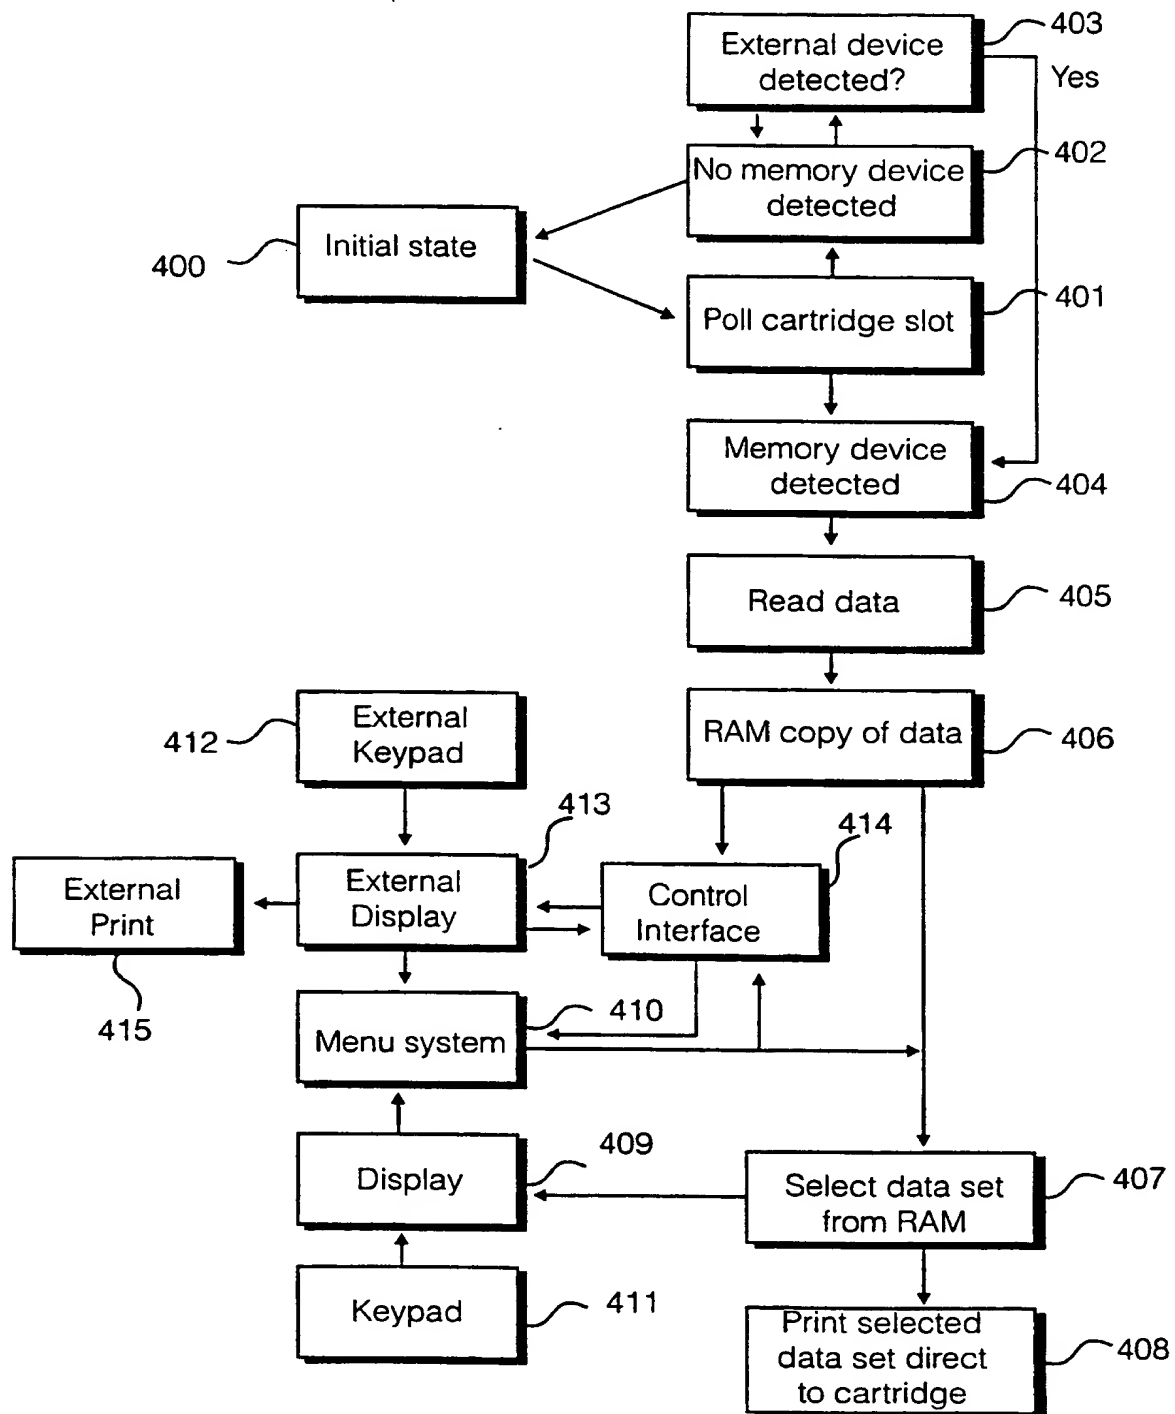 External device
detected?
403
Yes
No memory device
detected
402
Initial state
400
Poll cartridge slot
401
Memory device
detected
404
Read data
405
External
Keypad
412
RAM copy of data
406
413
414
External
Print
415
External
Display
Control
Interface
Menu system
410
Display
409
Select data set
from RAM
407
Keypad
411
Print selected
data set direct
to cartridge
408